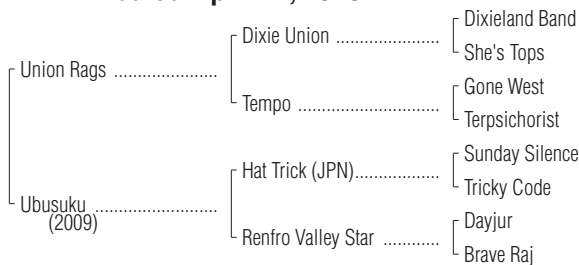 Dixieland Band
Dixie Union ......................
She's Tops
Union Rags ......................
Gone West
Tempo ..............................
Terpsichorist
Sunday Silence
Hat Trick (JPN)..................
Tricky Code
Ubusuku ..........................
(2009)
Dayjur
Renfro Valley Star ............
Brave Raj